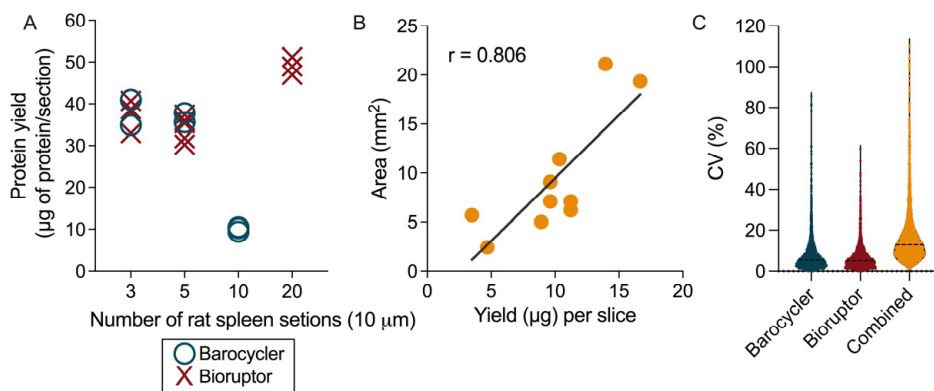 A
Protein yield
(µg of protein/section)
60
50
40
30
20
10
0
3
5
10
20
Number of rat spleen setions (10 µm)
Barocycler
Bioruptor
B
r = 0.806
Area (mm²)
25
20
15
10
5
0
0
5
10
15
20
Yield (µg) per slice
C
CV (%)
120
100
80
60
40
20
0
Barocycler
Bioruptor
Combined